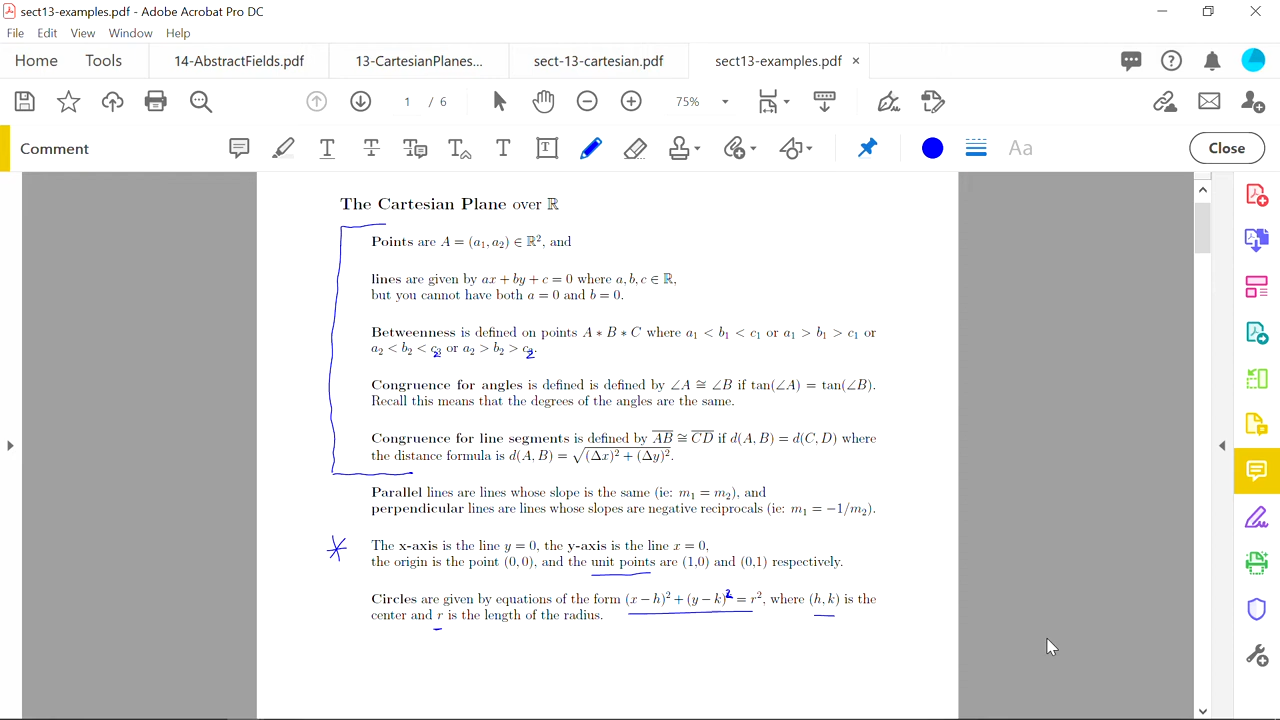 sect13-examples.pdf - Adobe Acrobat Pro DC
File Edit View Window Help
Home Tools 14-AbstractFields.pdf 13-CartesianPlanes... sect-13-cartesian.pdf sect13-examples.pdf ×
1 / 6 75%
Comment T T T T T T Aa Close
The Cartesian Plane over ℝ
Points are A = (a₁, a₂) ∈ ℝ², and
lines are given by ax + by + c = 0 where a, b, c ∈ ℝ,
but you cannot have both a = 0 and b = 0.
Betweenness is defined on points A ∗ B ∗ C where a₁ < b₁ < c₁ or a₁ > b₁ > c₁ or
a₂ < b₂ < c₂ or a₂ > b₂ > c₂.
Congruence for angles is defined is defined by ∠A ≅ ∠B if tan(∠A) = tan(∠B).
Recall this means that the degrees of the angles are the same.
Congruence for line segments is defined by A̅B̅ ≅ C̅D̅ if d(A, B) = d(C, D) where
the distance formula is d(A, B) = √((Δx)² + (Δy)²).
Parallel lines are lines whose slope is the same (ie: m₁ = m₂), and
perpendicular lines are lines whose slopes are negative reciprocals (ie: m₁ = −1/m₂).
The x-axis is the line y = 0, the y-axis is the line x = 0,
the origin is the point (0, 0), and the unit points are (1,0) and (0.1) respectively.
Circles are given by equations of the form (x − h)² + (y − k)² = r², where (h, k) is the
center and r is the length of the radius.